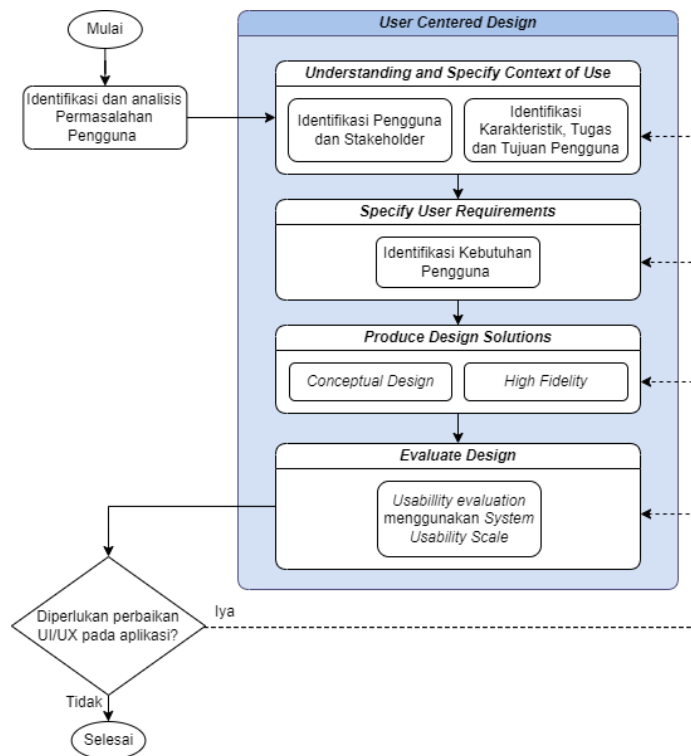 Mulai
Identifikasi dan analisis
Permasalahan
Pengguna
User Centered Design
Understanding and Specify Context of Use
Identifikasi Pengguna
dan Stakeholder
Identifikasi
Karakteristik, Tugas
dan Tujuan Pengguna
Specify User Requirements
Identifikasi Kebutuhan
Pengguna
Produce Design Solutions
Conceptual Design
High Fidelity
Evaluate Design
Usabillity evaluation
menggunakan System
Usability Scale
Diperlukan perbaikan
UI/UX pada aplikasi?
Iya
Tidak
Selesai